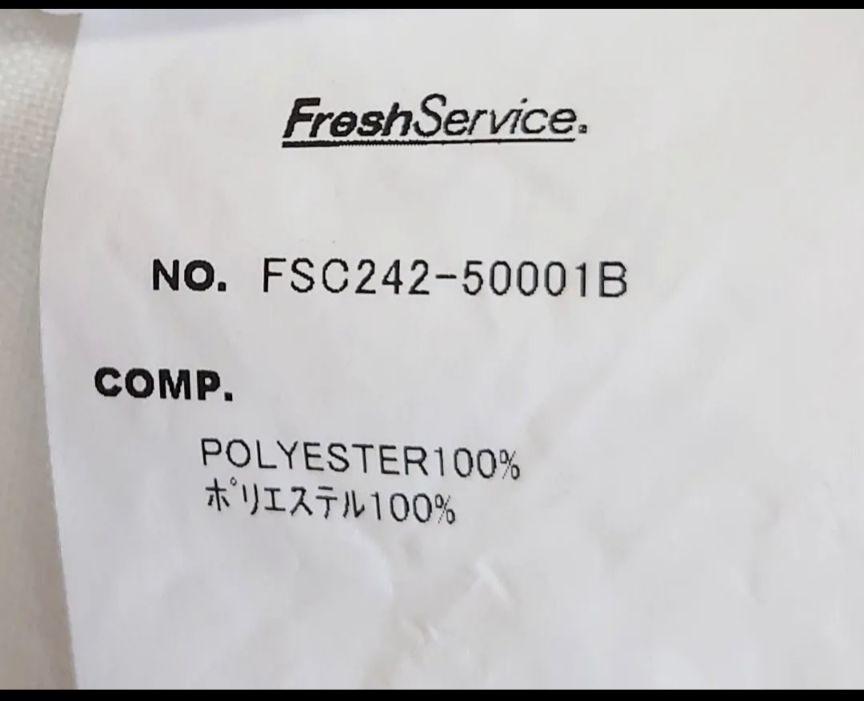 FreshService.
NO. FSC242-50001B
COMP.
POLYESTER100%
ポリエステル100%